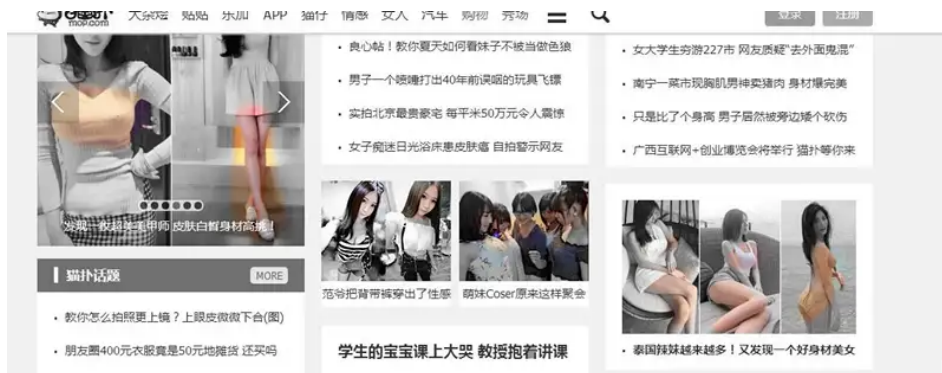 mop.com
大杂烩 贴贴 乐加 APP 猫仔 情感 女人 汽车 购物 秀场
登录 注册
发现一枚超美美甲师 皮肤白皙身材高挑！
猫扑话题
MORE
教你怎么拍照更上镜？上眼皮微微下合(图)
朋友圈400元衣服竟是50元地摊货 还买吗
良心帖！教你夏天如何看妹子不被当做色狼
男子一个喷嚏打出40年前误咽的玩具飞镖
实拍北京最贵豪宅 每平米50万元令人震惊
女子痴迷日光浴床患皮肤癌 自拍警示网友
范爷把背带裤穿出了性感
萌妹Coser原来这样聚会
学生的宝宝课上大哭 教授抱着讲课
女大学生穷游227市 网友质疑"去外面鬼混"
南宁一菜市现胸肌男神卖猪肉 身材爆完美
只是比了个身高 男子居然被旁边矮个砍伤
广西互联网+创业博览会将举行 猫扑等你来
泰国辣妹越来越多！又发现一个好身材美女